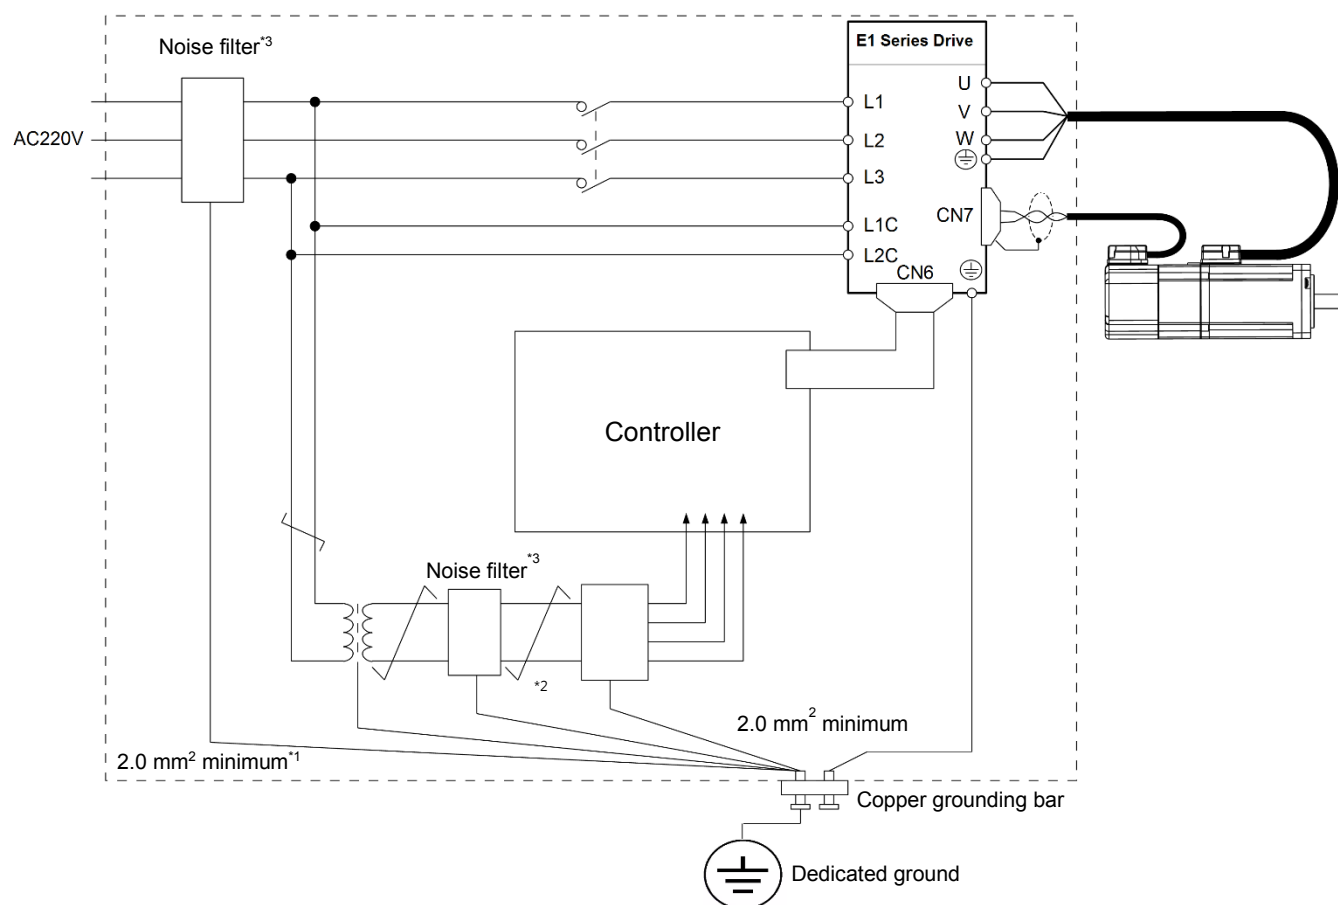 Noise filter*3
E1 Series Drive
AC220V
L1
L2
L3
L1C
L2C
U
V
W
CN7
CN6
Controller
Noise filter*3
*2
2.0 mm² minimum
2.0 mm² minimum*1
Copper grounding bar
Dedicated ground